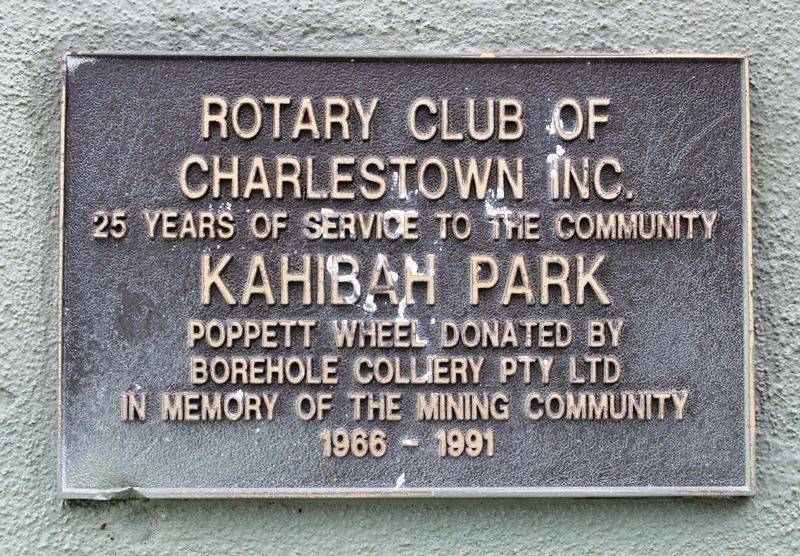 ROTARY CLUB OF
CHARLESTOWN INC.
25 YEARS OF SERVICE TO THE COMMUNITY
KAHIBAH PARK
POPPETT WHEEL DONATED BY
BOREHOLE COLLIERY PTY LTD
IN MEMORY OF THE MINING COMMUNITY
1966 - 1991